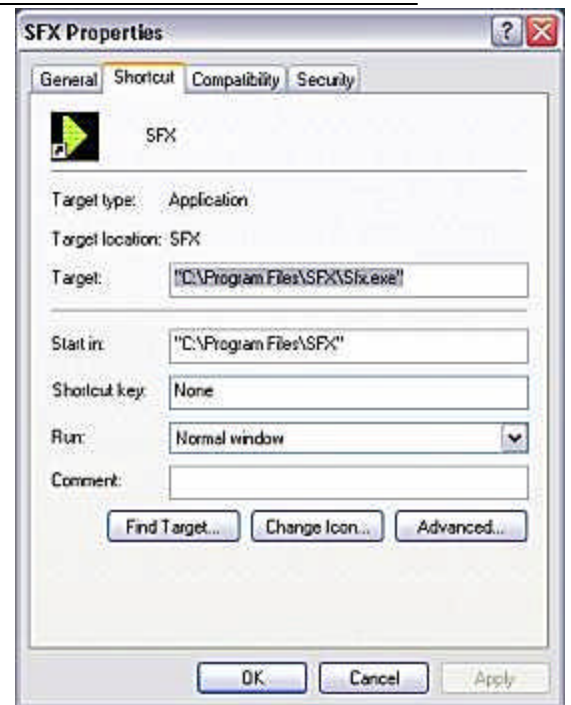 SFX Properties
General Shortcut Compatibility Security
SFX
Target type: Application
Target location: SFX
Target: "C:\Program Files\SFX\Sfx.exe"
Start in: "C:\Program Files\SFX"
Shortcut key: None
Run: Normal window
Comment:
Find Target... Change Icon... Advanced...
OK Cancel Apply